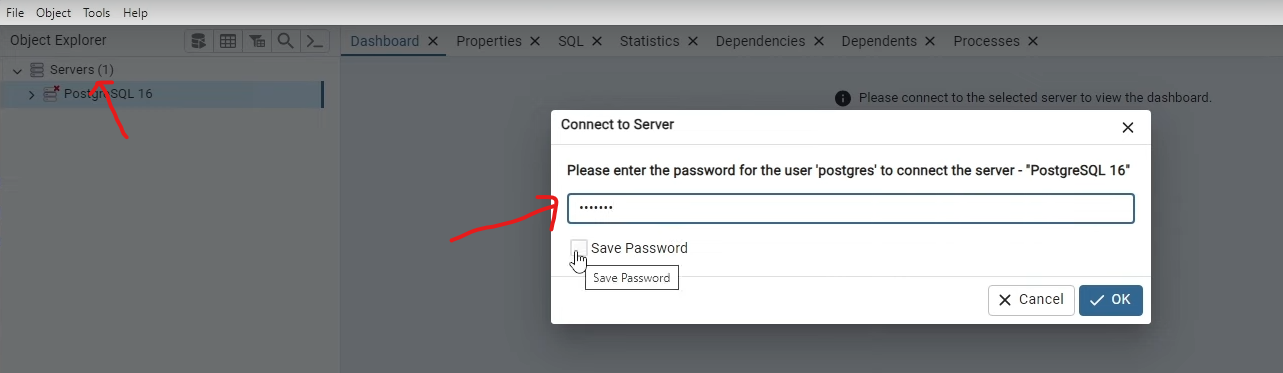 File Object Tools Help
Object Explorer
Dashboard Properties SQL Statistics Dependencies Dependents Processes
Servers (1)
PostgreSQL 16
Please connect to the selected server to view the dashboard.
Connect to Server
Please enter the password for the user 'postgres' to connect the server - "PostgreSQL 16"
•••••••
Save Password
Save Password
Cancel OK